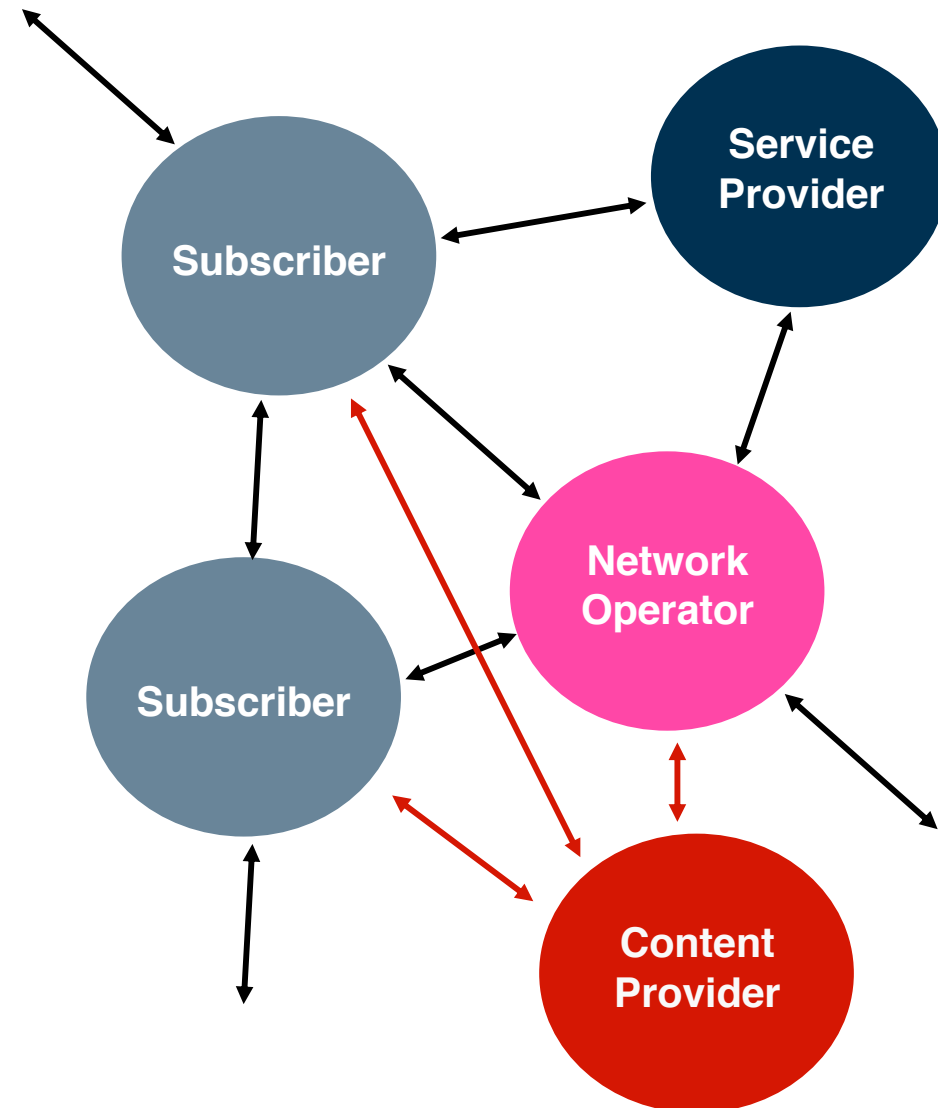 Service
Provider
Subscriber
Network
Operator
Subscriber
Content
Provider